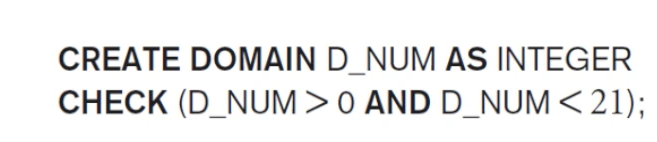 CREATE DOMAIN D_NUM AS INTEGER
CHECK (D_NUM > 0 AND D_NUM < 21);